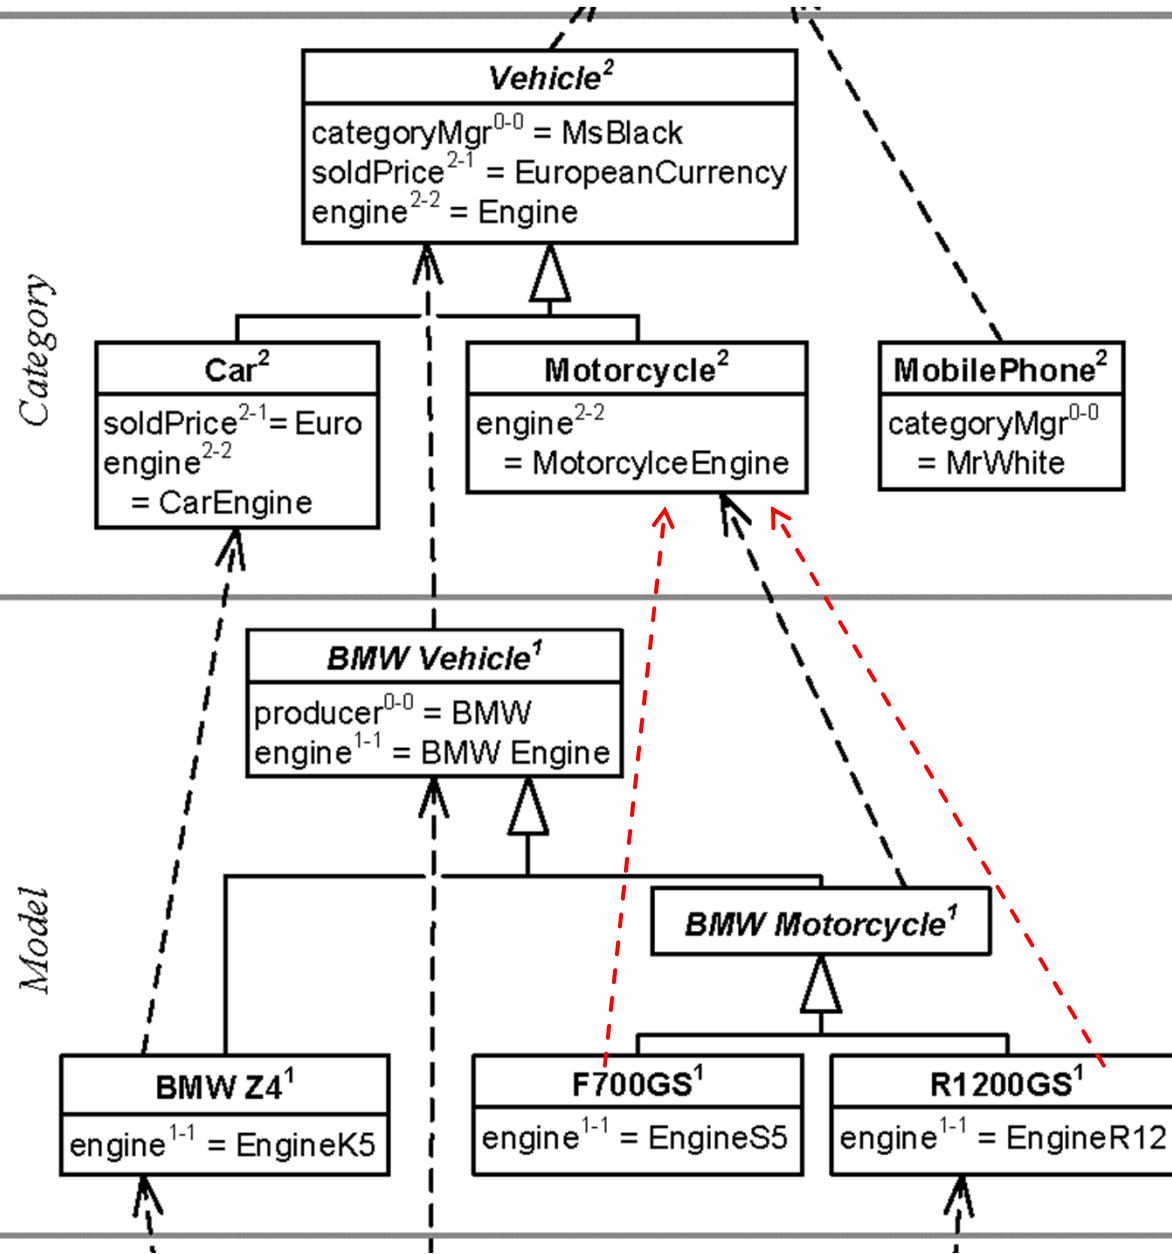 Vehicle²
categoryMgr⁰⁻⁰ = MsBlack
soldPrice²⁻¹ = EuropeanCurrency
engine²⁻² = Engine
Category
Car²
soldPrice²⁻¹= Euro
engine²⁻²
= CarEngine
Motorcycle²
engine²⁻²
= MotorcylceEngine
MobilePhone²
categoryMgr⁰⁻⁰
= MrWhite
BMW Vehicle¹
producer⁰⁻⁰ = BMW
engine¹⁻¹ = BMW Engine
Model
BMW Motorcycle¹
BMW Z4¹
engine¹⁻¹ = EngineK5
F700GS¹
engine¹⁻¹ = EngineS5
R1200GS¹
engine¹⁻¹ = EngineR12